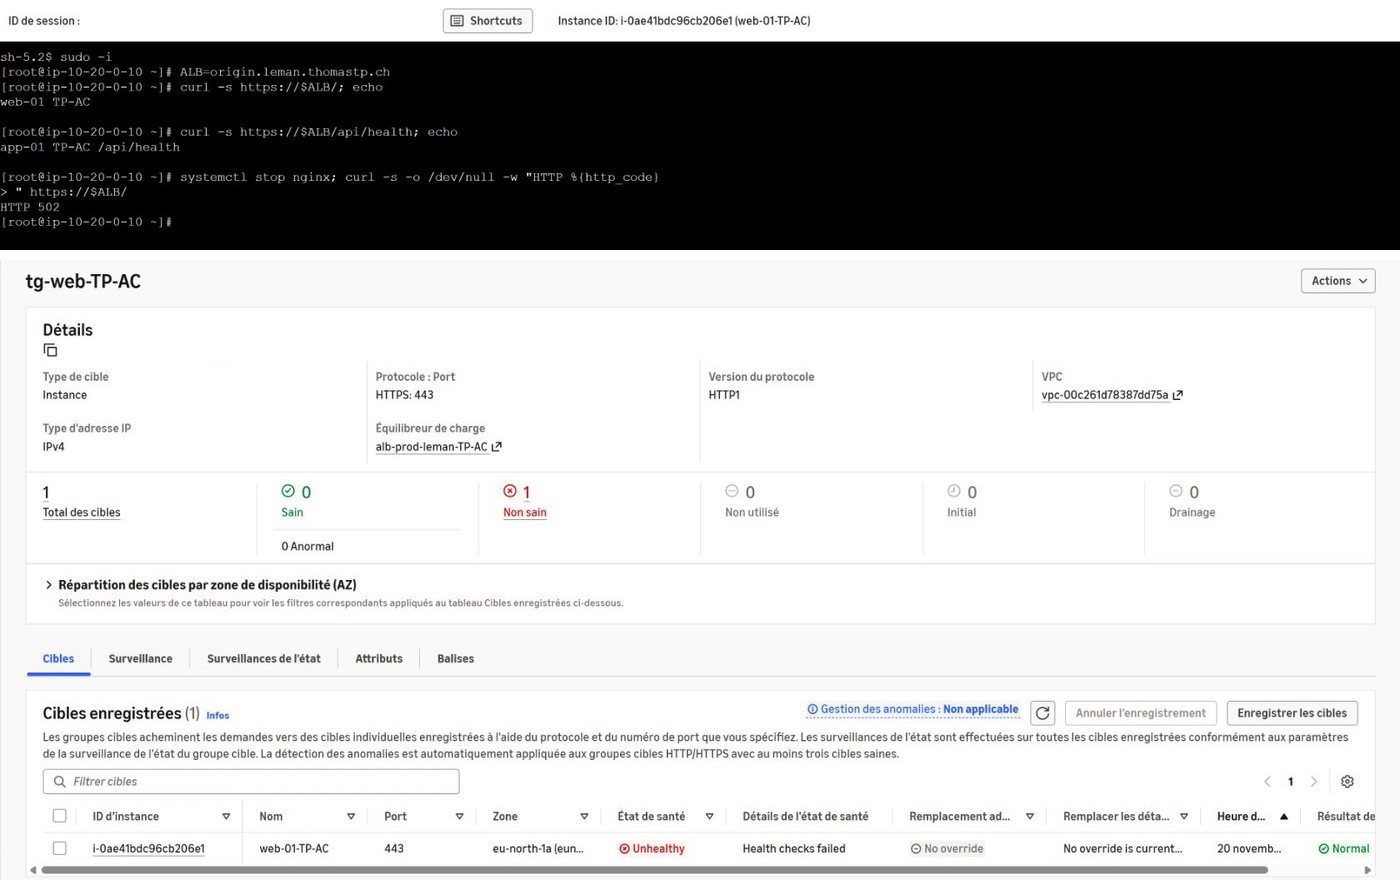 ID de session :
Shortcuts
Instance ID: i-0ae41bdc96cb206e1 (web-01-TP-AC)
sh-5.2$ sudo -i
[root@ip-10-20-0-10 ~]# ALB=origin.leman.thomastp.ch
[root@ip-10-20-0-10 ~]# curl -s https://$ALB/; echo
web-01 TP-AC
[root@ip-10-20-0-10 ~]# curl -s https://$ALB/api/health; echo
app-01 TP-AC /api/health
[root@ip-10-20-0-10 ~]# systemctl stop nginx; curl -s -o /dev/null -w "HTTP %{http_code}
> " https://$ALB/
HTTP 502
[root@ip-10-20-0-10 ~]#
tg-web-TP-AC
Actions
Détails
Type de cible
Instance
Protocole : Port
HTTPS: 443
Version du protocole
HTTP1
VPC
vpc-00c261d78387dd75a
Type d'adresse IP
IPv4
Équilibreur de charge
alb-prod-leman-TP-AC
1
Total des cibles
0
Sain
0 Anormal
1
Non sain
0
Non utilisé
0
Initial
0
Drainage
Répartition des cibles par zone de disponibilité (AZ)
Sélectionnez les valeurs de ce tableau pour voir les filtres correspondants appliqués au tableau Cibles enregistrées ci-dessous.
Cibles
Surveillance
Surveillances de l'état
Attributs
Balises
Cibles enregistrées (1) Infos
Gestion des anomalies : Non applicable
Annuler l'enregistrement
Enregistrer les cibles
Les groupes cibles acheminent les demandes vers des cibles individuelles enregistrées à l'aide du protocole et du numéro de port que vous spécifiez. Les surveillances de l'état sont effectuées sur toutes les cibles enregistrées conformément aux paramètres
de la surveillance de l'état du groupe cible. La détection des anomalies est automatiquement appliquée aux groupes cibles HTTP/HTTPS avec au moins trois cibles saines.
Filtrer cibles
1
ID d'instance
Nom
Port
Zone
État de santé
Détails de l'état de santé
Remplacement ad...
Remplacer les déta...
Heure d...
Résultat de
i-0ae41bdc96cb206e1
web-01-TP-AC
443
eu-north-1a (eun...
Unhealthy
Health checks failed
No override
No override is current...
20 novemb...
Normal